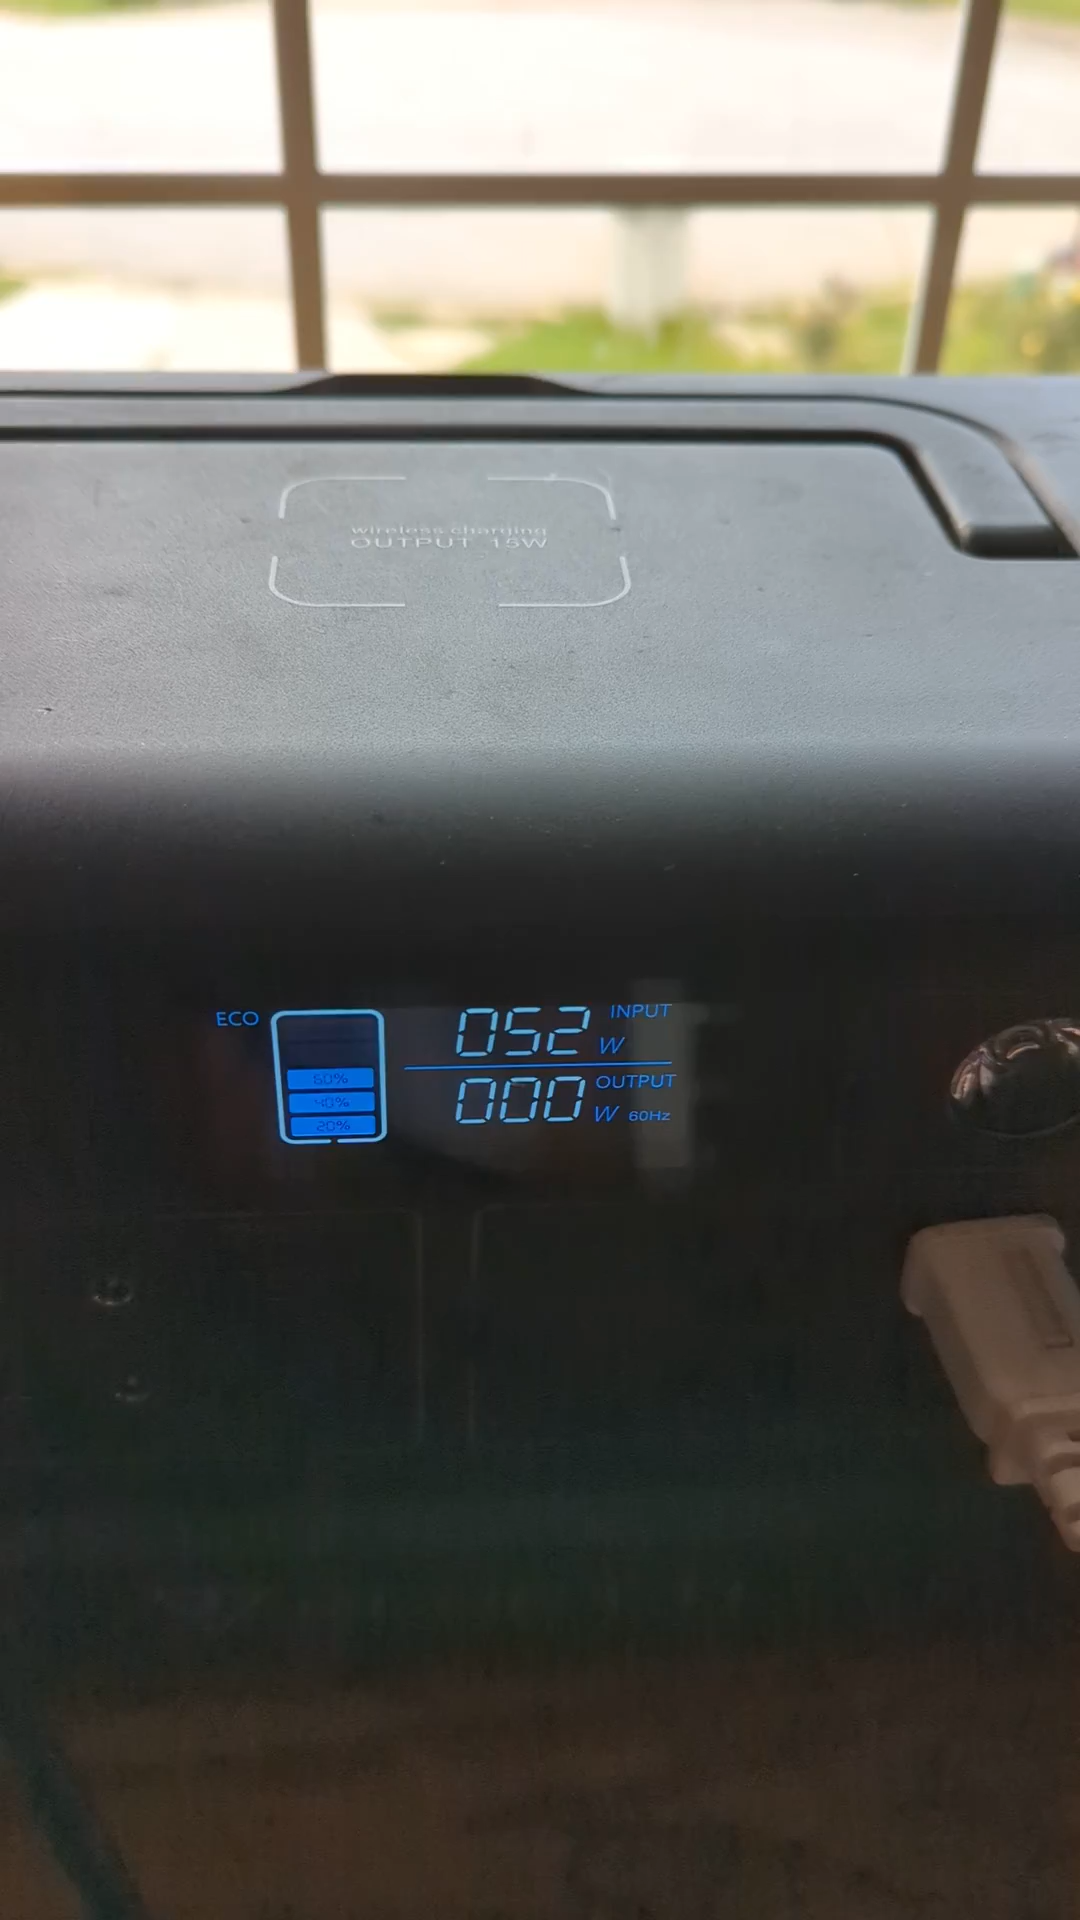 wireless charging
OUTPUT 15W
ECO
052 W INPUT
000 W OUTPUT
60Hz
60%
40%
20%